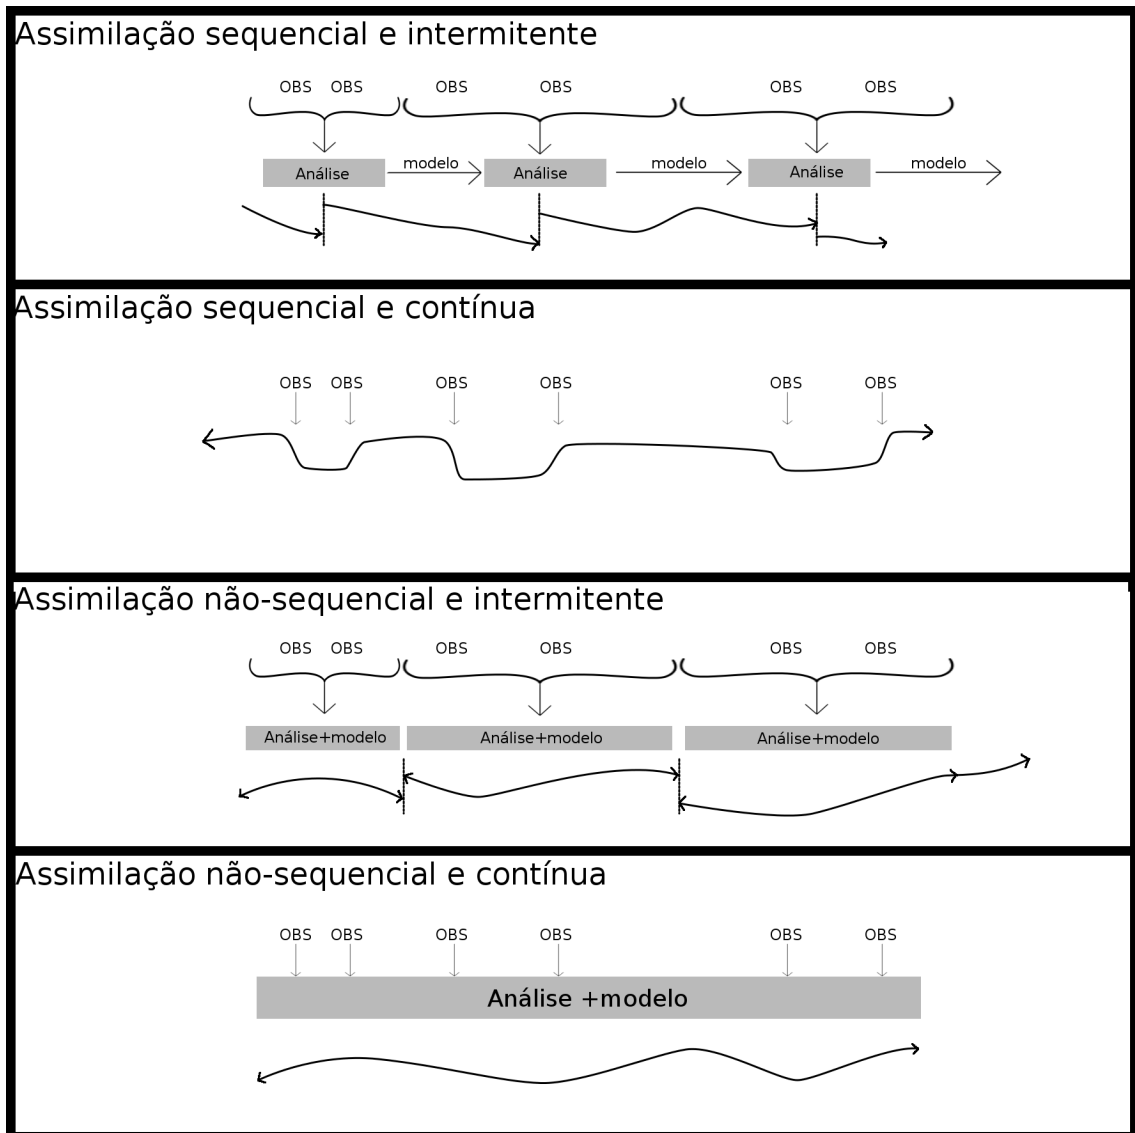 Assimilação sequencial e intermitente
OBS OBS OBS OBS OBS OBS
Análise modelo Análise modelo Análise modelo
Assimilação sequencial e contínua
OBS OBS OBS OBS OBS OBS
Assimilação não-sequencial e intermitente
OBS OBS OBS OBS OBS OBS
Análise+modelo Análise+modelo Análise+modelo
Assimilação não-sequencial e contínua
OBS OBS OBS OBS OBS OBS
Análise +modelo